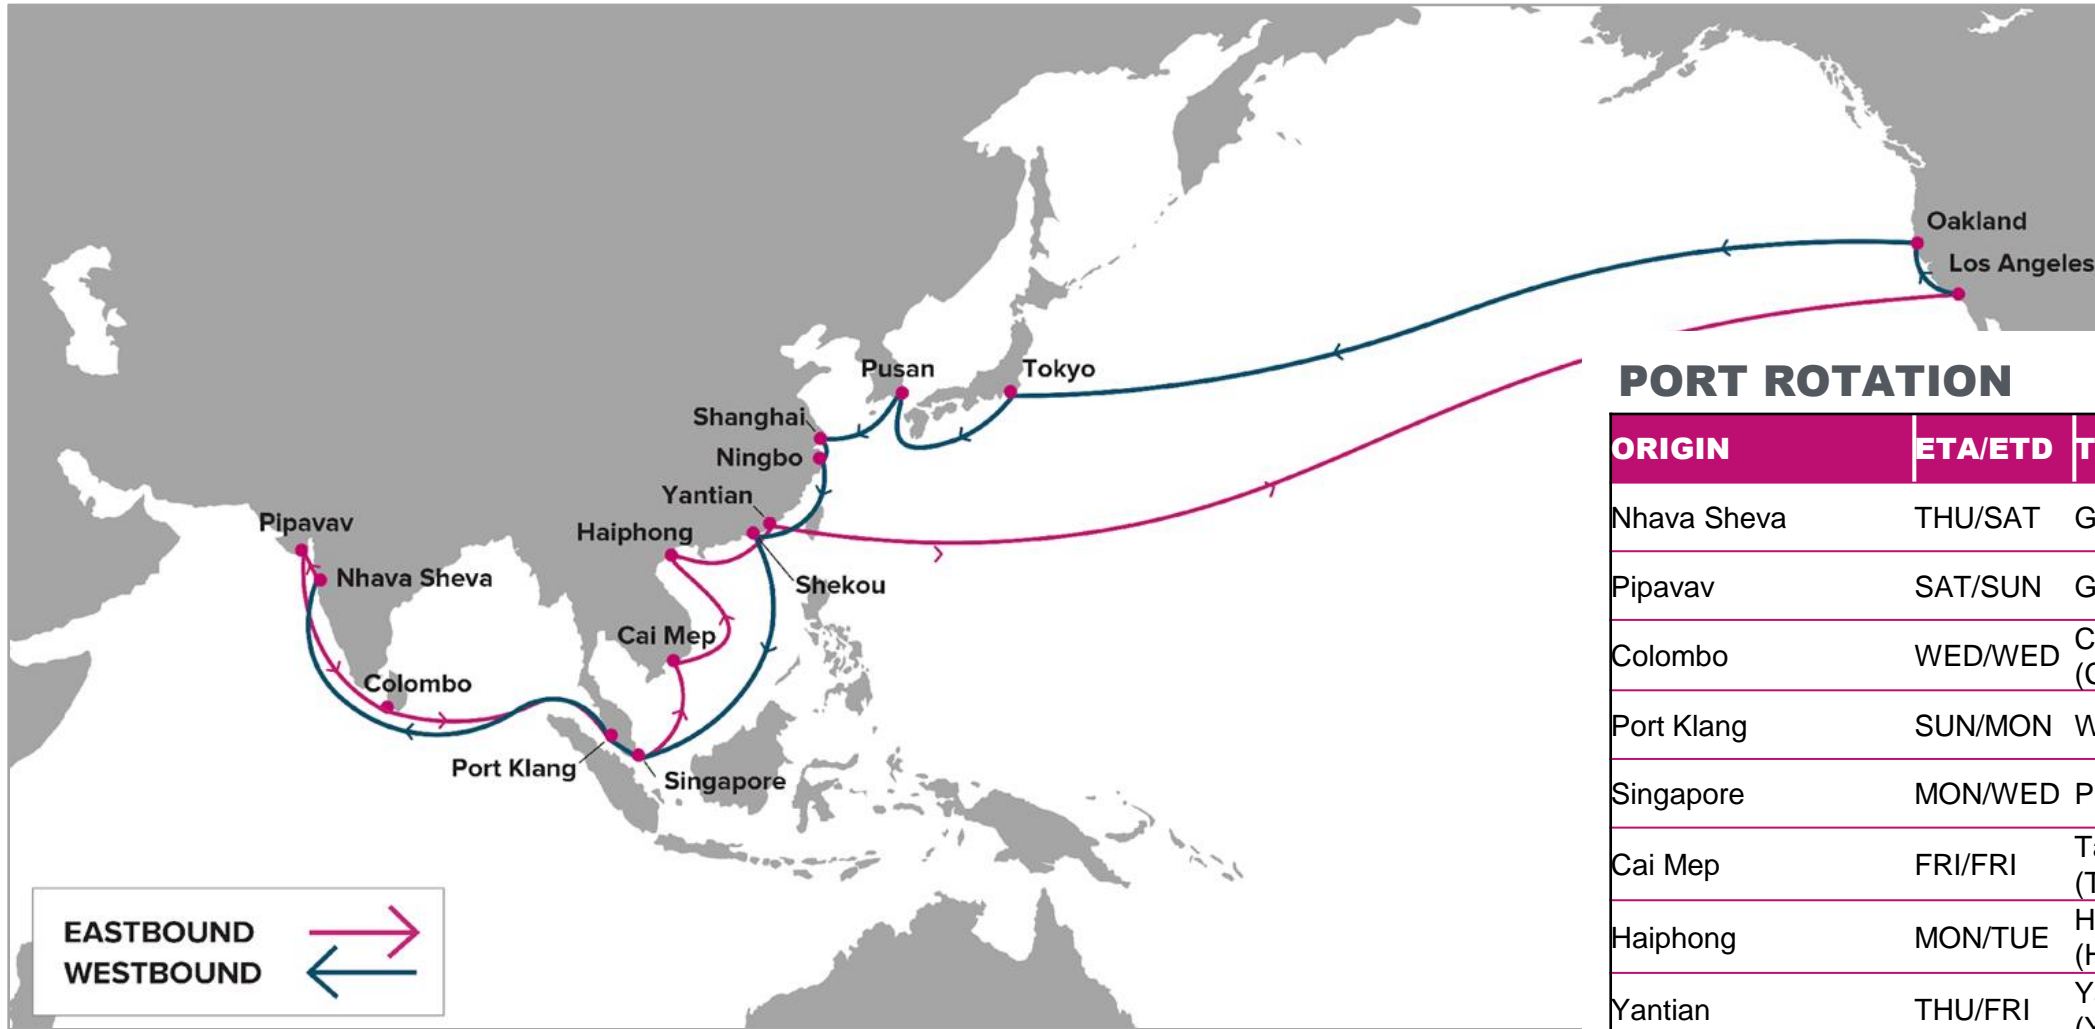 Oakland
Los Angeles
Pusan
Tokyo
Shanghai
Ningbo
Yantian
Haiphong
Pipavav
Nhava Sheva
Shekou
Cai Mep
Colombo
Port Klang
Singapore
EASTBOUND
WESTBOUND
PORT ROTATION
ORIGIN ETA/ETD
Nhava Sheva THU/SAT
Pipavav SAT/SUN
Colombo WED/WED
Port Klang SUN/MON
Singapore MON/WED
Cai Mep FRI/FRI
Haiphong MON/TUE
Yantian THU/FRI